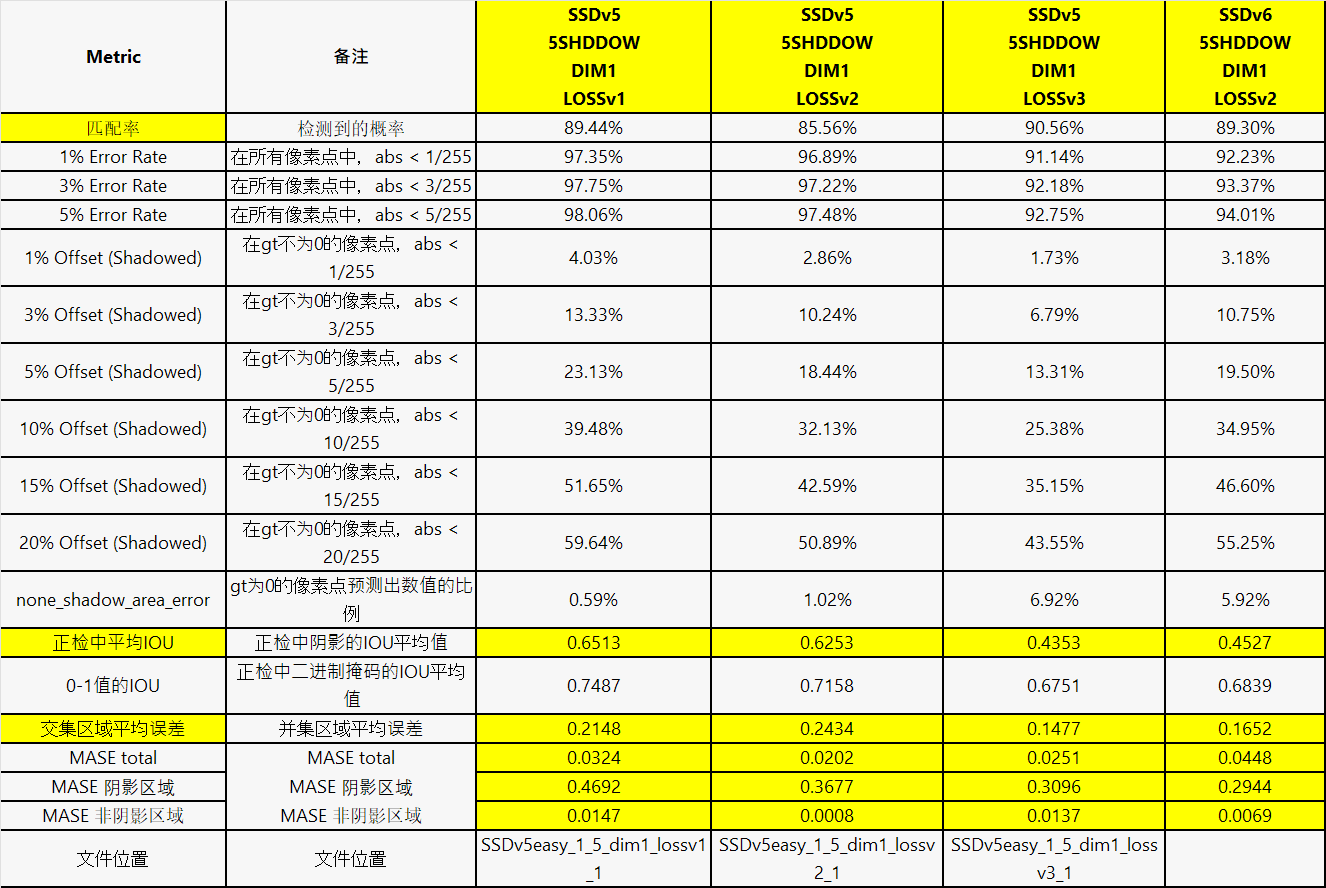 Metric
备注
SSDv5
5SHDDOW
DIM1
LOSSv1
SSDv5
5SHDDOW
DIM1
LOSSv2
SSDv5
5SHDDOW
DIM1
LOSSv3
SSDv6
5SHDDOW
DIM1
LOSSv2
匹配率 检测到的概率 89.44% 85.56% 90.56% 89.30%
1% Error Rate 在所有像素点中，abs < 1/255 97.35% 96.89% 91.14% 92.23%
3% Error Rate 在所有像素点中，abs < 3/255 97.75% 97.22% 92.18% 93.37%
5% Error Rate 在所有像素点中，abs < 5/255 98.06% 97.48% 92.75% 94.01%
1% Offset (Shadowed)
在gt不为0的像素点，abs <
1/255
4.03% 2.86% 1.73% 3.18%
3% Offset (Shadowed)
在gt不为0的像素点，abs <
3/255
13.33% 10.24% 6.79% 10.75%
5% Offset (Shadowed)
在gt不为0的像素点，abs <
5/255
23.13% 18.44% 13.31% 19.50%
10% Offset (Shadowed)
在gt不为0的像素点，abs <
10/255
39.48% 32.13% 25.38% 34.95%
15% Offset (Shadowed)
在gt不为0的像素点，abs <
15/255
51.65% 42.59% 35.15% 46.60%
20% Offset (Shadowed)
在gt不为0的像素点，abs <
20/255
59.64% 50.89% 43.55% 55.25%
none_shadow_area_error
gt为0的像素点预测出数值的比
例
0.59% 1.02% 6.92% 5.92%
正检中平均IOU 正检中阴影的IOU平均值 0.6513 0.6253 0.4353 0.4527
0-1值的IOU
正检中二进制掩码的IOU平均
值
0.7487 0.7158 0.6751 0.6839
交集区域平均误差 并集区域平均误差 0.2148 0.2434 0.1477 0.1652
MASE total MASE total 0.0324 0.0202 0.0251 0.0448
MASE 阴影区域 MASE 阴影区域 0.4692 0.3677 0.3096 0.2944
MASE 非阴影区域 MASE 非阴影区域 0.0147 0.0008 0.0137 0.0069
文件位置
文件位置
SSDv5easy_1_5_dim1_lossv1
_1
SSDv5easy_1_5_dim1_lossv
2_1
SSDv5easy_1_5_dim1_loss
v3_1